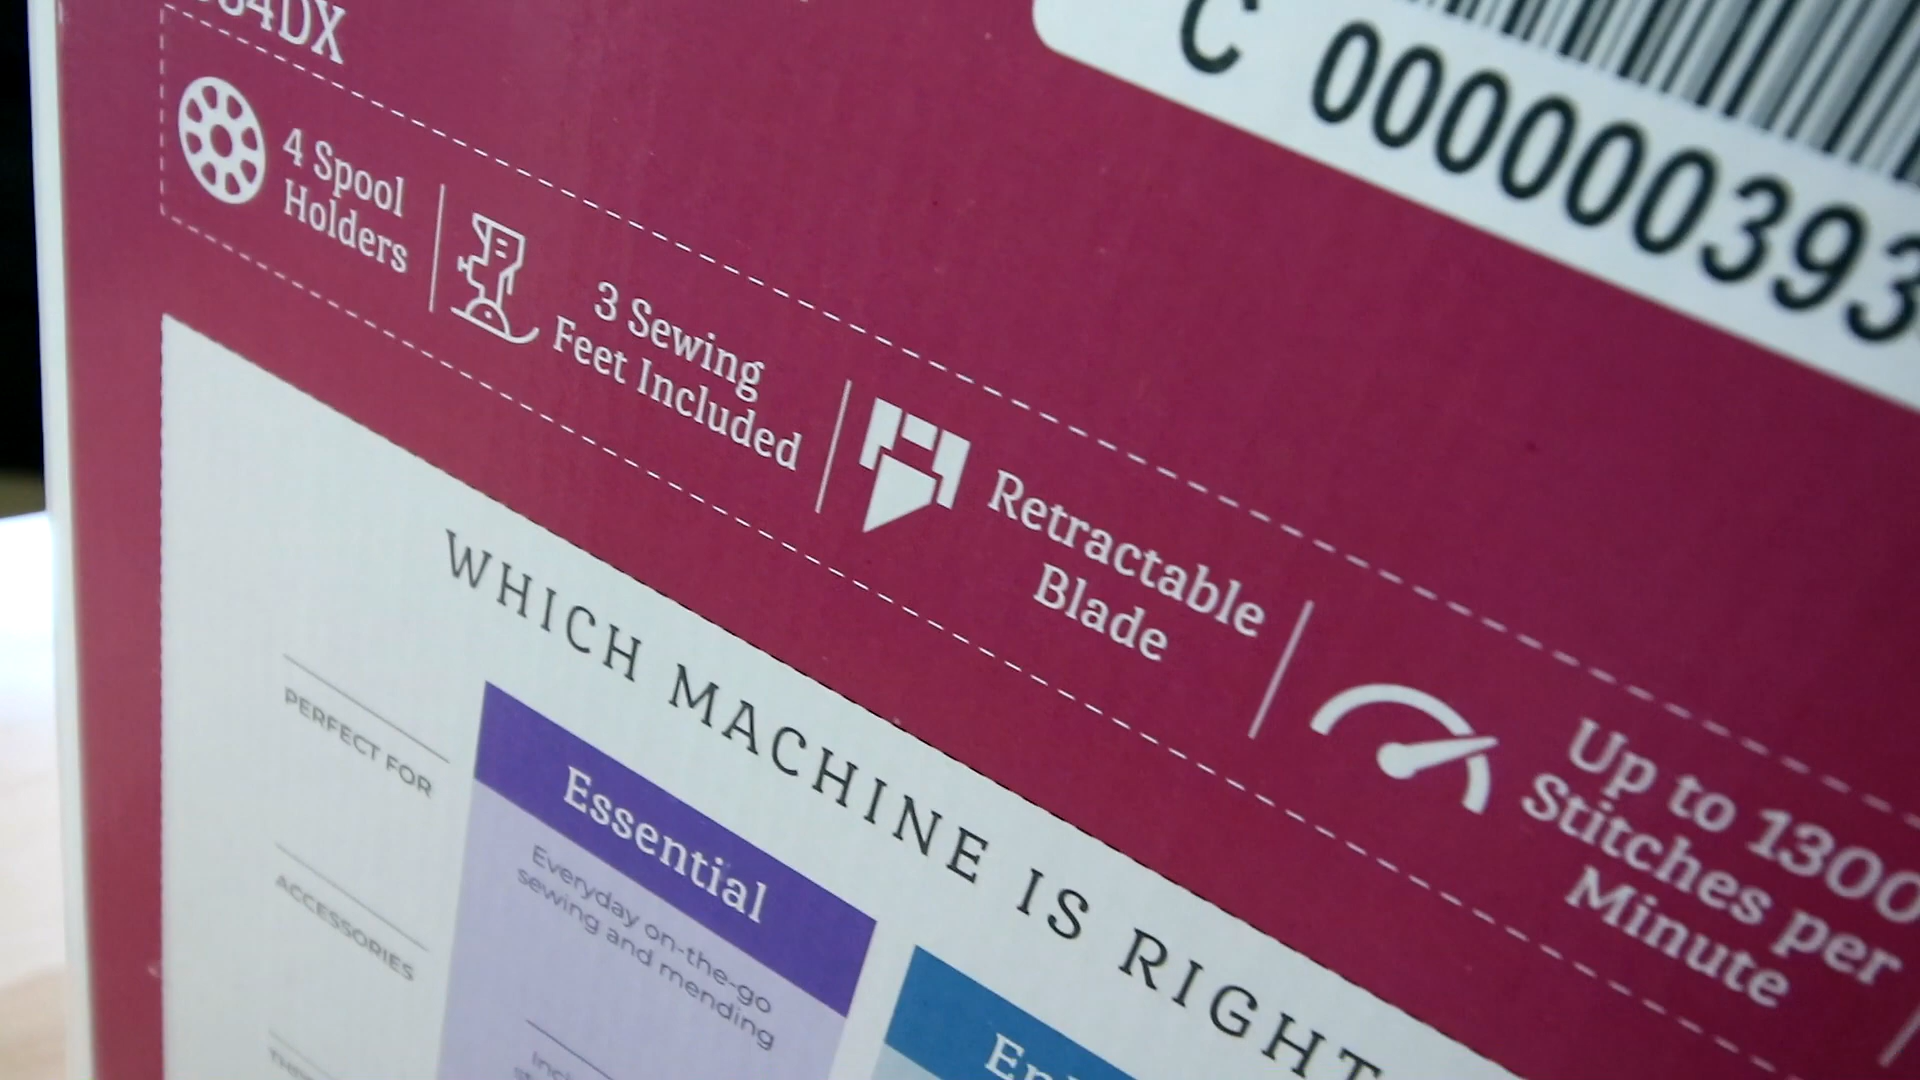 4DX
C 00000393
4 Spool
Holders
3 Sewing
Feet Included
Retractable
Blade
Up to 1300
Stitches per
Minute
WHICH MACHINE IS RIGHT
PERFECT FOR
Essential
Everyday on-the-go
sewing and mending
ACCESSORIES